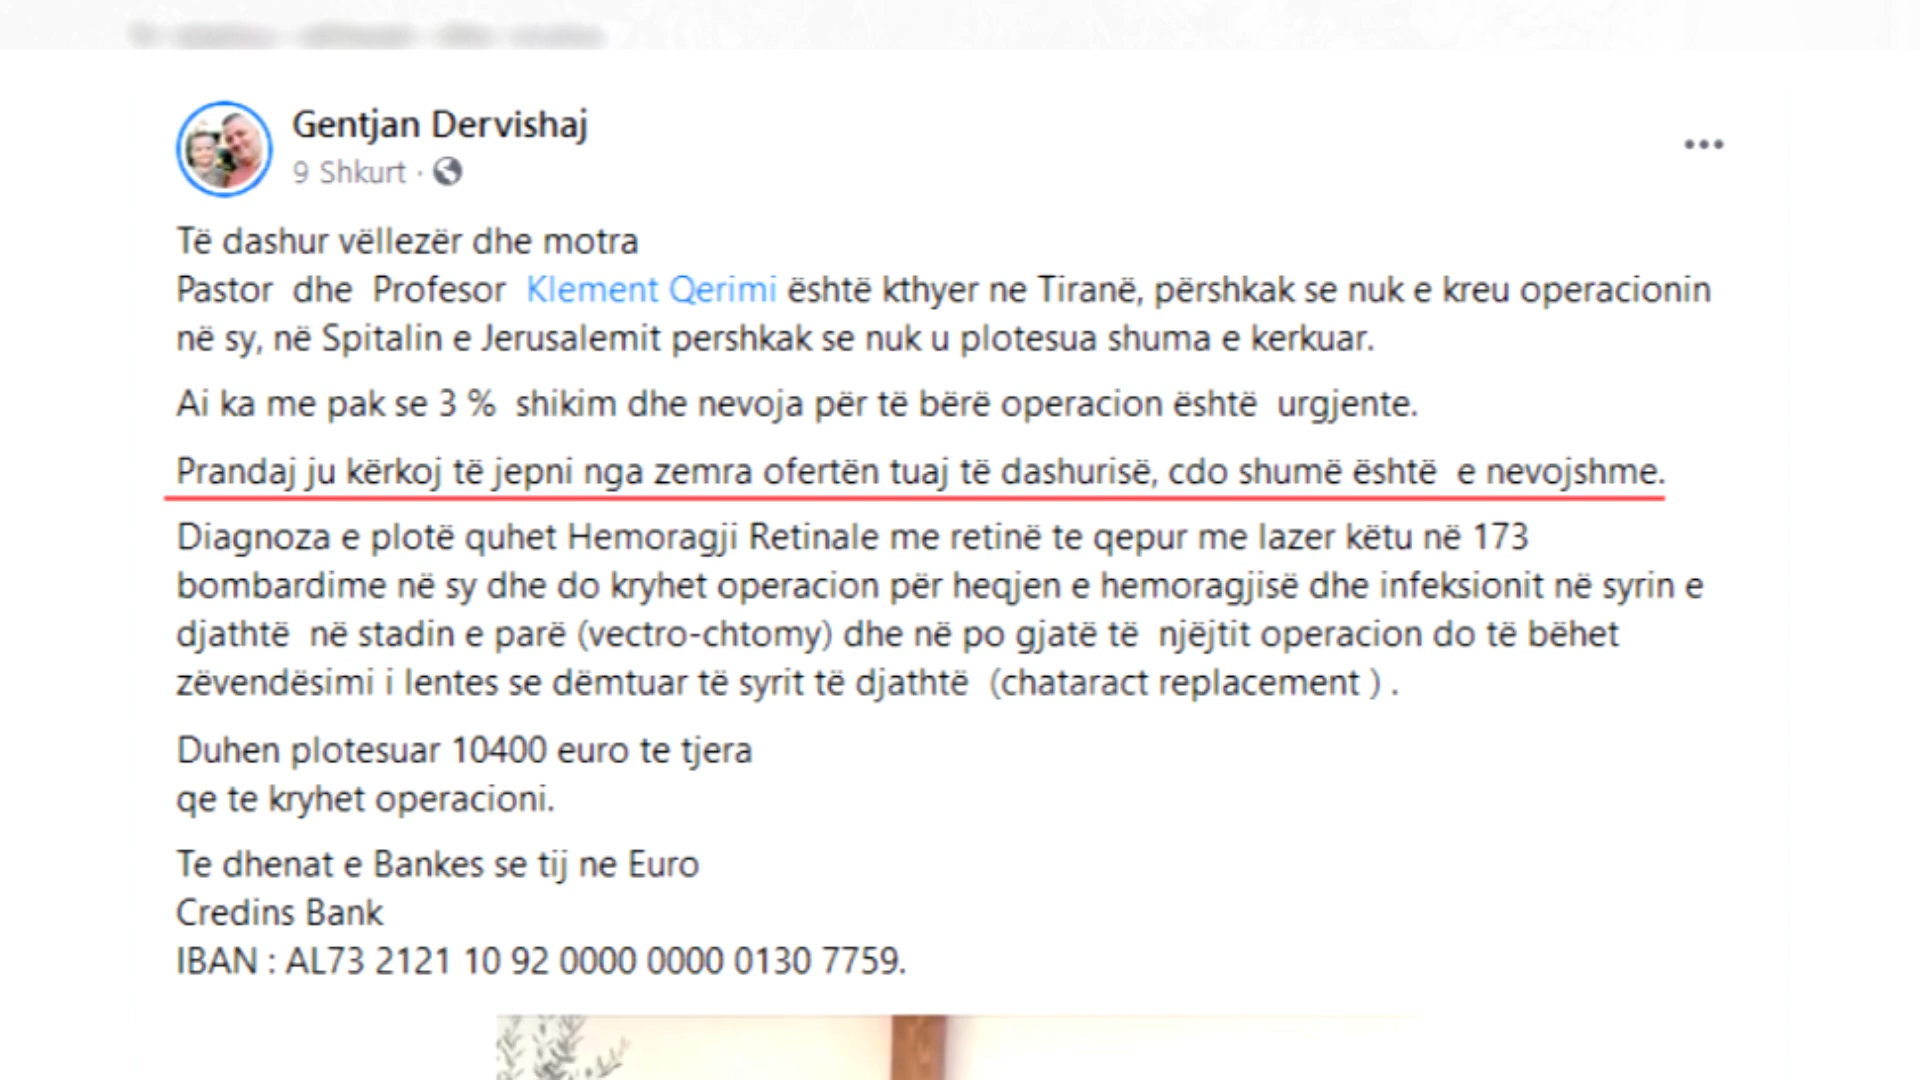 Gentjan Dervishaj
9 Shkurt ·
Të dashur vëllezër dhe motra
Pastor dhe Profesor Klement Qerimi është kthyer ne Tiranë, përshkak se nuk e kreu operacionin
në sy, në Spitalin e Jerusalemit pershkak se nuk u plotesua shuma e kerkuar.
Ai ka me pak se 3 % shikim dhe nevoja për të bërë operacion është urgjente.
Prandaj ju kërkoj të jepni nga zemra ofertën tuaj të dashurisë, cdo shumë është e nevojshme.
Diagnoza e plotë quhet Hemoragji Retinale me retinë te qepur me lazer këtu në 173
bombardime në sy dhe do kryhet operacion për heqjen e hemoragjisë dhe infeksionit në syrin e
djathtë në stadin e parë (vectro-chtomy) dhe në po gjatë të njëjtit operacion do të bëhet
zëvendësimi i lentes se dëmtuar të syrit të djathtë (chataract replacement ) .
Duhen plotesuar 10400 euro te tjera
qe te kryhet operacioni.
Te dhenat e Bankes se tij ne Euro
Credins Bank
IBAN : AL73 2121 10 92 0000 0000 0130 7759.